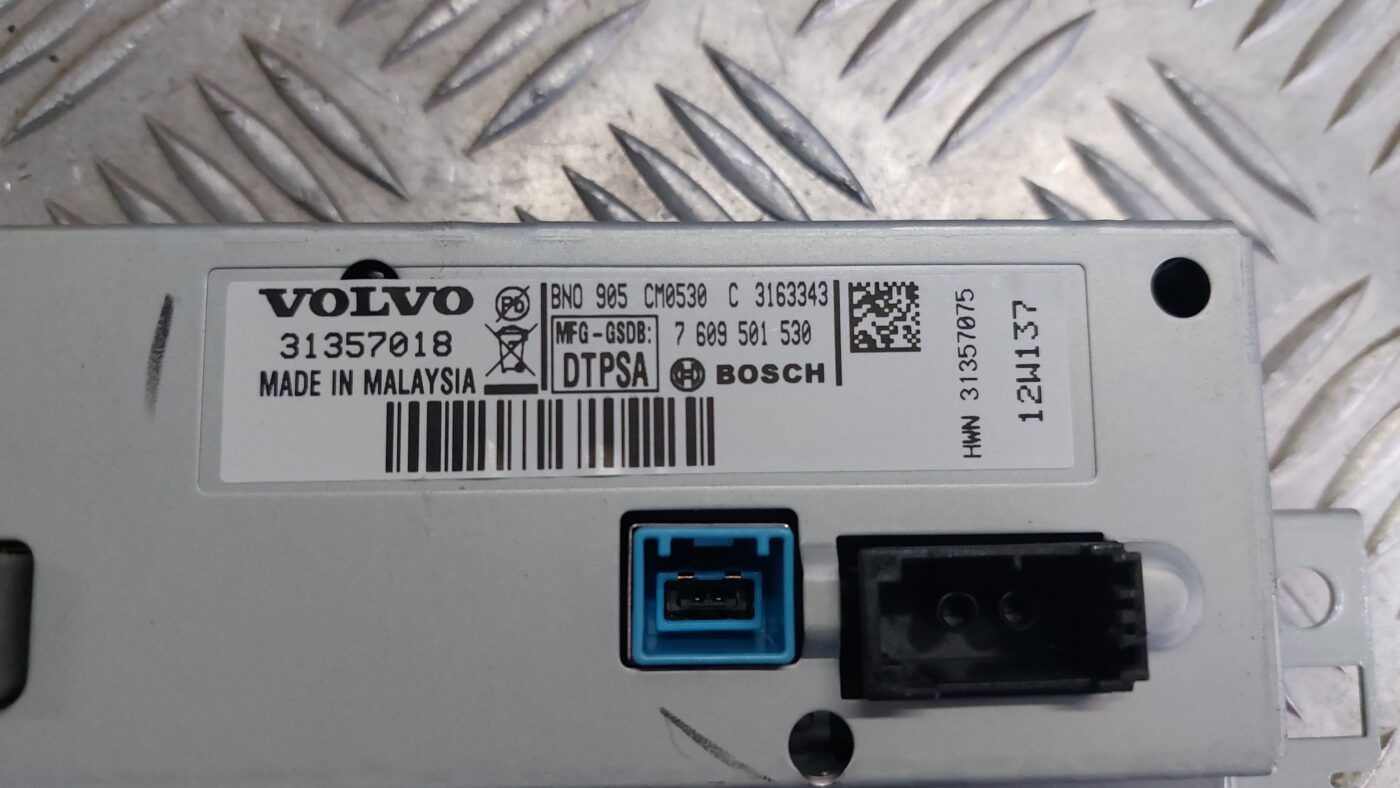 VOLVO
31357018
MADE IN MALAYSIA
Pb
BNO 905 CM0530 C 3163343
MFG-GSDB:
DTPSA
7 609 501 530
BOSCH
HWN 31357075
12W137